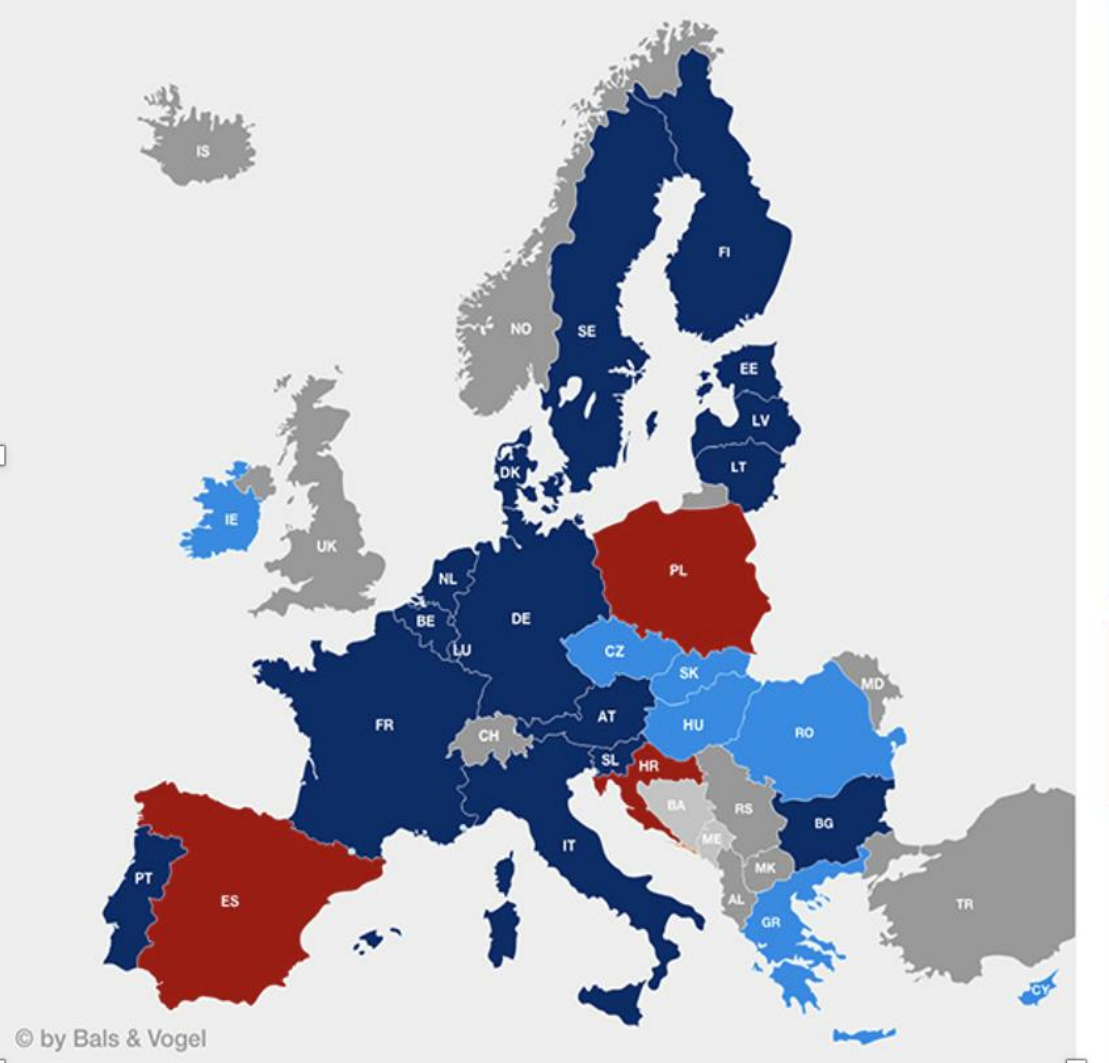 IS
FI
NO
SE
EE
LV
DK
LT
IE
UK
NL
PL
DE
BE
LU
CZ
SK
MD
AT
FR
HU
RO
CH
SL
HR
BA
RS
BG
ME
IT
MK
PT
ES
AL
TR
GR
CY
© by Bals & Vogel